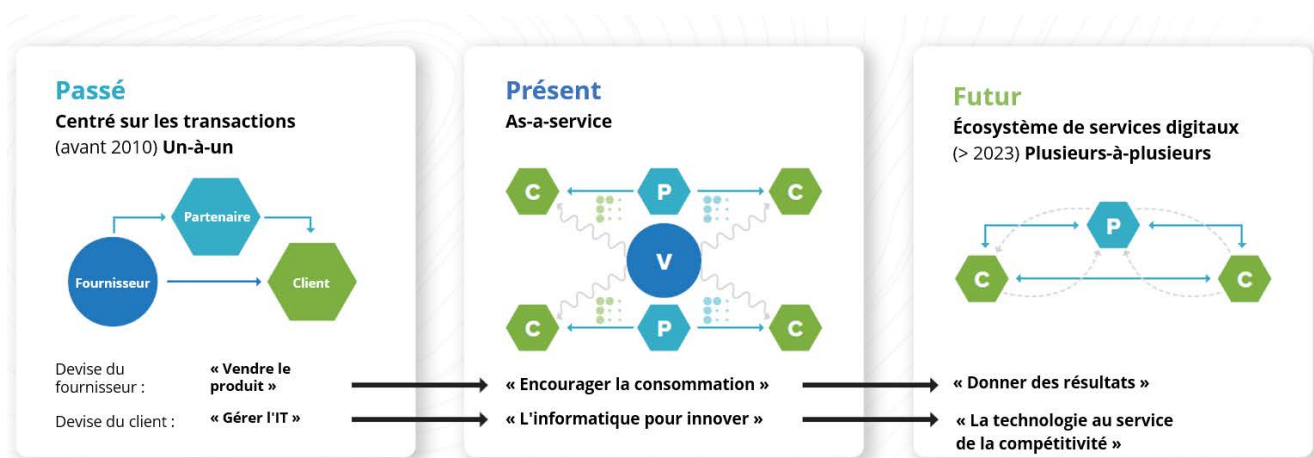 Passé
Centré sur les transactions
(avant 2010) Un-à-un
Partenaire
Fournisseur
Client
Devise du
fournisseur :
« Vendre le
produit »
Devise du client :
« Gérer l'IT »
Présent
As-a-service
C
P
C
V
C
P
C
« Encourager la consommation »
« L'informatique pour innover »
Futur
Écosystème de services digitaux
(> 2023) Plusieurs-à-plusieurs
P
C
C
« Donner des résultats »
« La technologie au service
de la compétitivité »